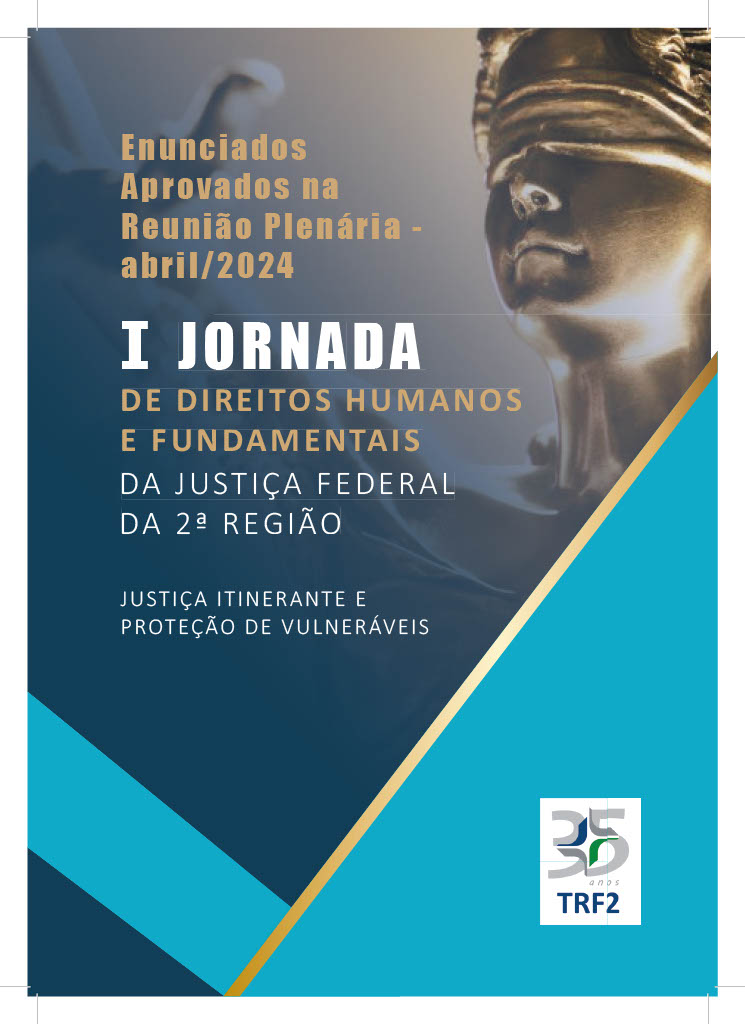 Enunciados
Aprovados na
Reunião Plenária -
abril/2024
I JORNADA
DE DIREITOS HUMANOS
E FUNDAMENTAIS
DA JUSTIÇA FEDERAL
DA 2ª REGIÃO
JUSTIÇA ITINERANTE E
PROTEÇÃO DE VULNERÁVEIS
35
anos
TRF2